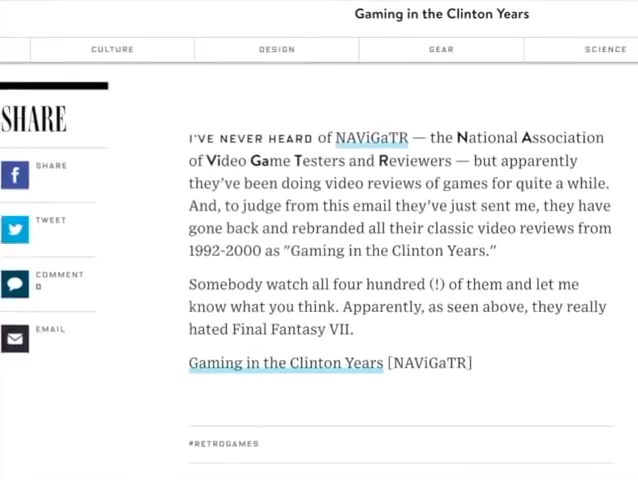 Gaming in the Clinton Years
CULTURE
DESIGN
GEAR
SCIENCE
SHARE
SHARE
TWEET
COMMENT
0
EMAIL
I'VE NEVER HEARD of NAViGaTR — the National Association
of Video Game Testers and Reviewers — but apparently
they've been doing video reviews of games for quite a while.
And, to judge from this email they've just sent me, they have
gone back and rebranded all their classic video reviews from
1992-2000 as "Gaming in the Clinton Years."
Somebody watch all four hundred (!) of them and let me
know what you think. Apparently, as seen above, they really
hated Final Fantasy VII.
Gaming in the Clinton Years [NAViGaTR]
#RETROGAMES